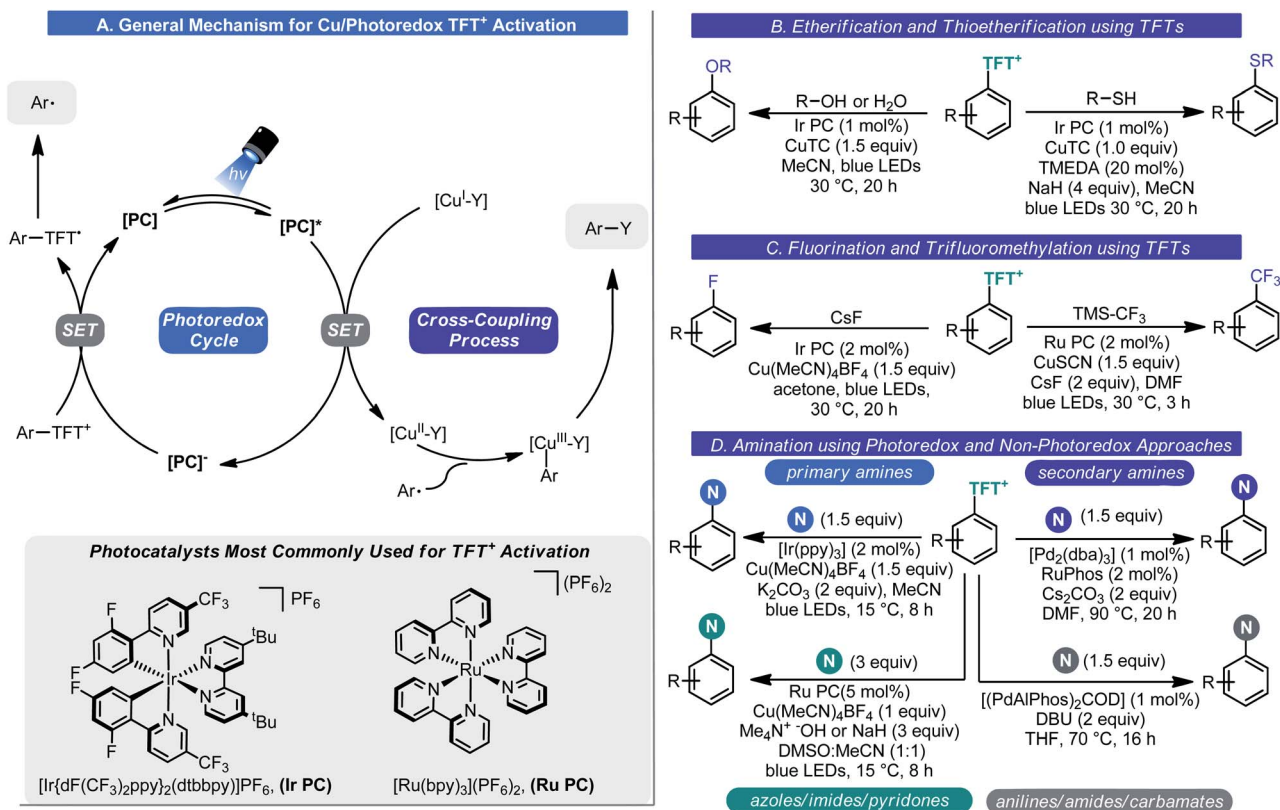 A. General Mechanism for Cu/Photoredox TFT⁺ Activation
Ar·
hν
[PC]
[PC]*
[Cuᴵ-Y]
Ar—Y
Ar—TFT•
SET
Photoredox
Cycle
SET
Cross-Coupling
Process
Ar—TFT⁺
[PC]⁻
[Cuᴵᴵ-Y]
Ar·
[Cuᴵᴵᴵ-Y]
Ar
Photocatalysts Most Commonly Used for TFT⁺ Activation
PF₆
CF₃
F
F
F
F
N
N
N
N
Ir
ᵗBu
ᵗBu
CF₃
[Ir{dF(CF₃)₂ppy}₂(dtbbpy)]PF₆, (Ir PC)
(PF₆)₂
N
N
N
N
N
N
Ru
[Ru(bpy)₃](PF₆)₂, (Ru PC)
B. Etherification and Thioetherification using TFTs
OR
R
R—OH or H₂O
Ir PC (1 mol%)
CuTC (1.5 equiv)
MeCN, blue LEDs
30 °C, 20 h
TFT⁺
R
R—SH
Ir PC (1 mol%)
CuTC (1.0 equiv)
TMEDA (20 mol%)
NaH (4 equiv), MeCN
blue LEDs 30 °C, 20 h
SR
R
C. Fluorination and Trifluoromethylation using TFTs
F
R
CsF
Ir PC (2 mol%)
Cu(MeCN)₄BF₄ (1.5 equiv)
acetone, blue LEDs,
30 °C, 20 h
TFT⁺
R
TMS-CF₃
Ru PC (2 mol%)
CuSCN (1.5 equiv)
CsF (2 equiv), DMF
blue LEDs, 30 °C, 3 h
CF₃
R
D. Amination using Photoredox and Non-Photoredox Approaches
primary amines
secondary amines
N
R
N (1.5 equiv)
[Ir(ppy)₃] (2 mol%)
Cu(MeCN)₄BF₄ (1.5 equiv)
K₂CO₃ (2 equiv), MeCN
blue LEDs, 15 °C, 8 h
TFT⁺
R
N (1.5 equiv)
[Pd₂(dba)₃] (1 mol%)
RuPhos (2 mol%)
Cs₂CO₃ (2 equiv)
DMF, 90 °C, 20 h
N
R
N
R
N (3 equiv)
Ru PC(5 mol%)
Cu(MeCN)₄BF₄ (1 equiv)
Me₄N⁺ ⁻OH or NaH (3 equiv)
DMSO:MeCN (1:1)
blue LEDs, 15 °C, 8 h
N (1.5 equiv)
[(PdAlPhos)₂COD] (1 mol%)
DBU (2 equiv)
THF, 70 °C, 16 h
N
R
azoles/imides/pyridones
anilines/amides/carbamates